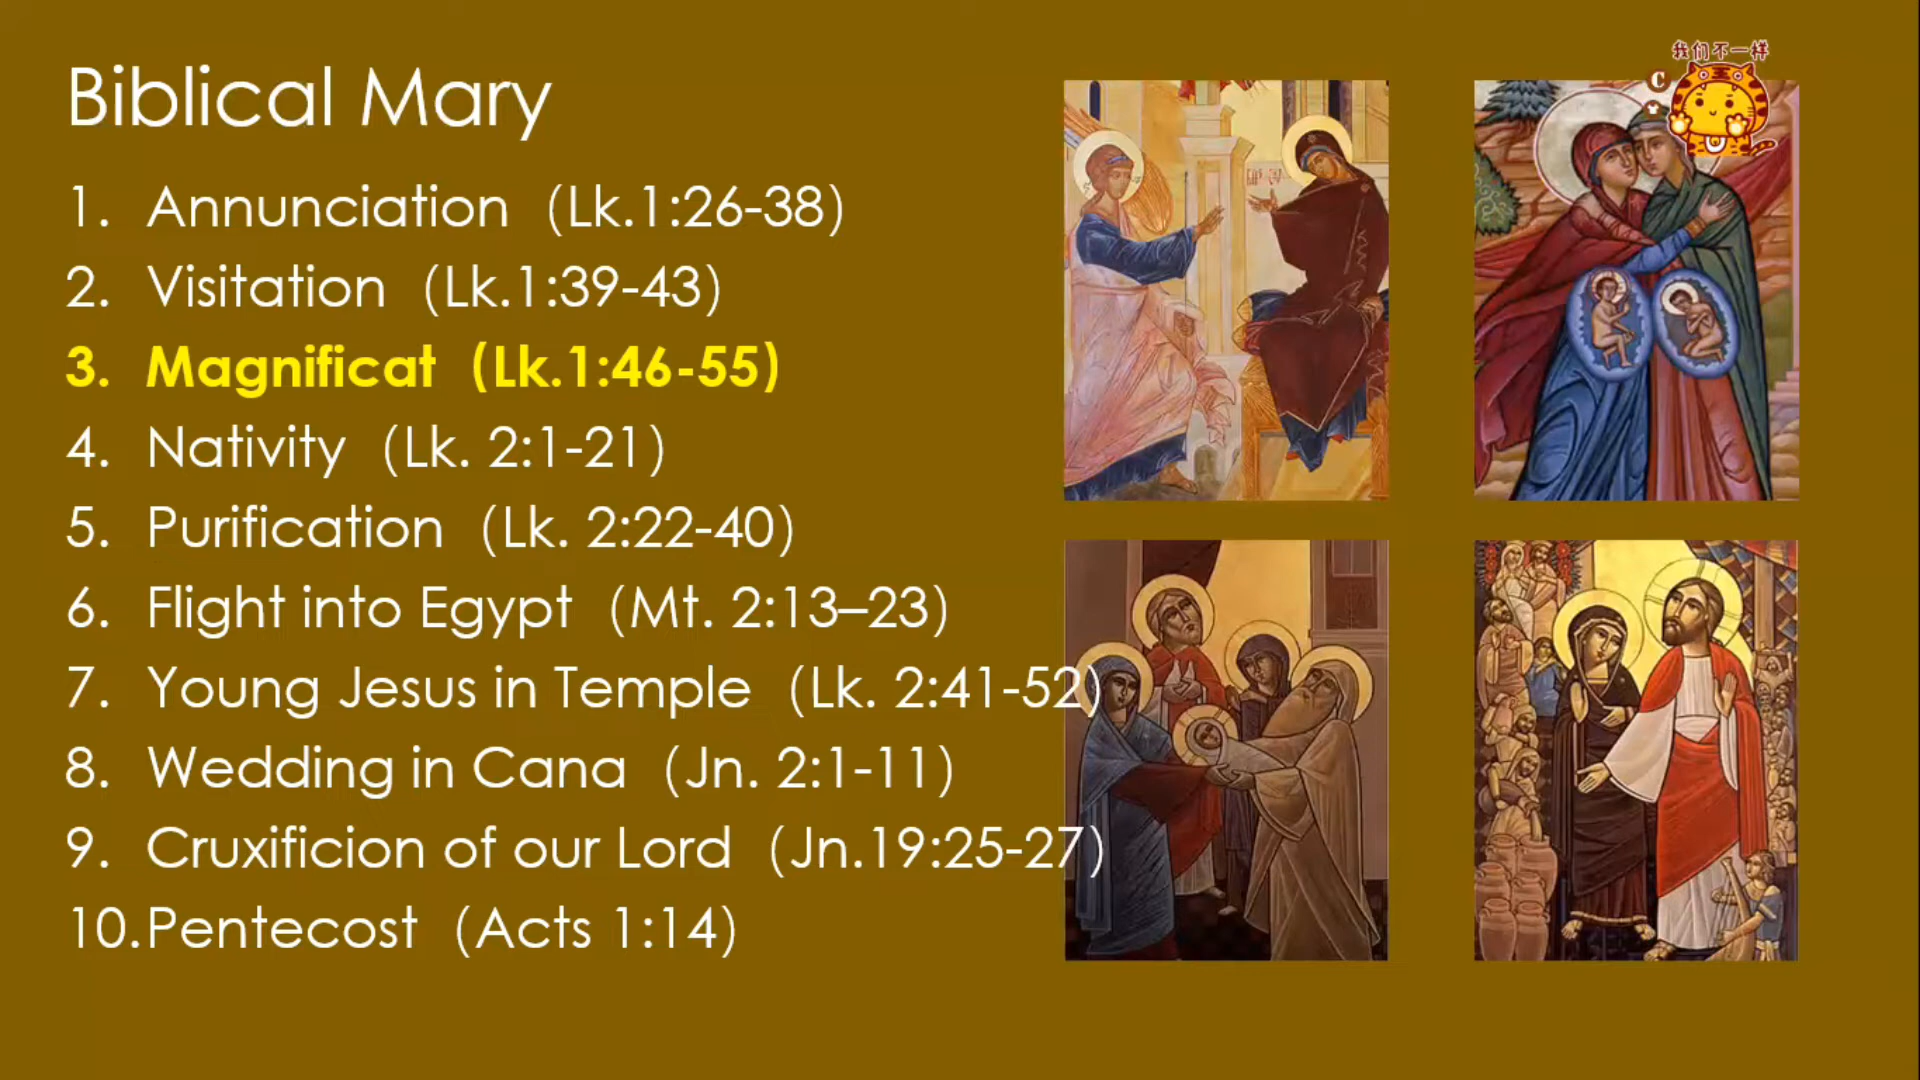 我们不一样
C
Biblical Mary
1. Annunciation (Lk.1:26-38)
2. Visitation (Lk.1:39-43)
3. Magnificat (Lk.1:46-55)
4. Nativity (Lk. 2:1-21)
5. Purification (Lk. 2:22-40)
6. Flight into Egypt (Mt. 2:13–23)
7. Young Jesus in Temple (Lk. 2:41-52)
8. Wedding in Cana (Jn. 2:1-11)
9. Cruxificion of our Lord (Jn.19:25-27)
10. Pentecost (Acts 1:14)